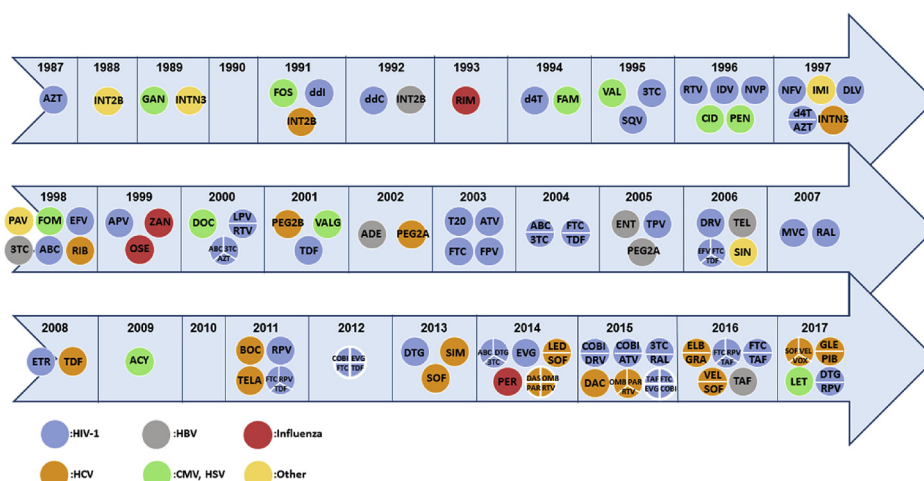 1987 1988 1989 1990 1991 1992 1993 1994 1995 1996 1997
AZT
INT2B
GAN INTN3
FOS ddI
INT2B
ddC INT2B
RIM
d4T FAM
VAL 3TC
SQV
RTV IDV NVP
CID PEN
NFV IMI DLV
d4T
AZT
INTN3
1998 1999 2000 2001 2002 2003 2004 2005 2006 2007
PAV FOM EFV
3TC ABC RIB
APV ZAN
OSE
DOC
LPV
RTV
ABC 3TC
AZT
PEG2B VALG
TDF
ADE PEG2A
T20 ATV
FTC FPV
ABC
3TC
FTC
TDF
ENT TPV
PEG2A
DRV TEL
EFV FTC
TDF
SIN
MVC RAL
2008 2009 2010 2011 2012 2013 2014 2015 2016 2017
ETR TDF
ACY
BOC RPV
TELA
FTC RPV
TDF
COBI EVG
FTC TDF
DTG SIM
SOF
ABC DTG
3TC
EVG
LED
SOF
PER
DAS OMB
PAR RTV
COBI
DRV
COBI
ATV
3TC
RAL
DAC
OMB PAR
RTV
TAF FTC
EVG COBI
ELB
GRA
FTC RPV
TAF
FTC
TAF
VEL
SOF
TAF
SOF VEL
VOX
GLE
PIB
LET
DTG
RPV
:HIV-1 :HBV :Influenza
:HCV :CMV, HSV :Other